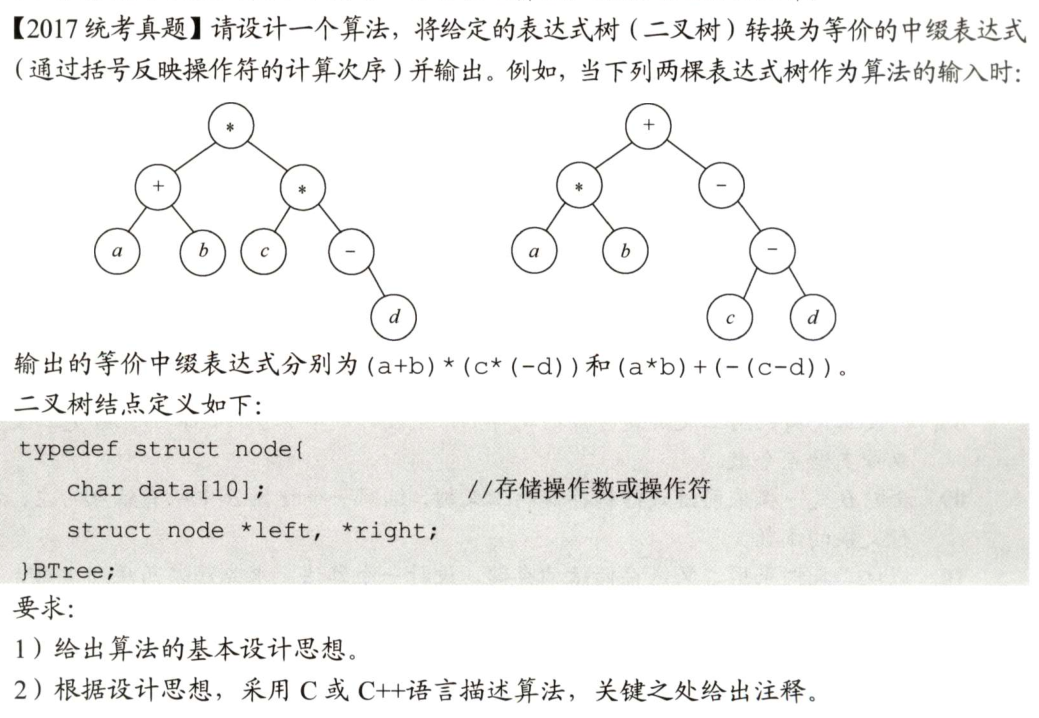 【2017 统考真题】请设计一个算法，将给定的表达式树（二叉树）转换为等价的中缀表达式
（通过括号反映操作符的计算次序）并输出。例如，当下列两棵表达式树作为算法的输入时：
* +
+ * * -
a b c - a b -
d c d
输出的等价中缀表达式分别为(a+b)*(c*(-d))和(a*b)+(-(c-d))。
二叉树结点定义如下：
typedef struct node{
char data[10]; //存储操作数或操作符
struct node *left, *right;
}BTree;
要求：
1）给出算法的基本设计思想。
2）根据设计思想，采用 C 或 C++语言描述算法，关键之处给出注释。